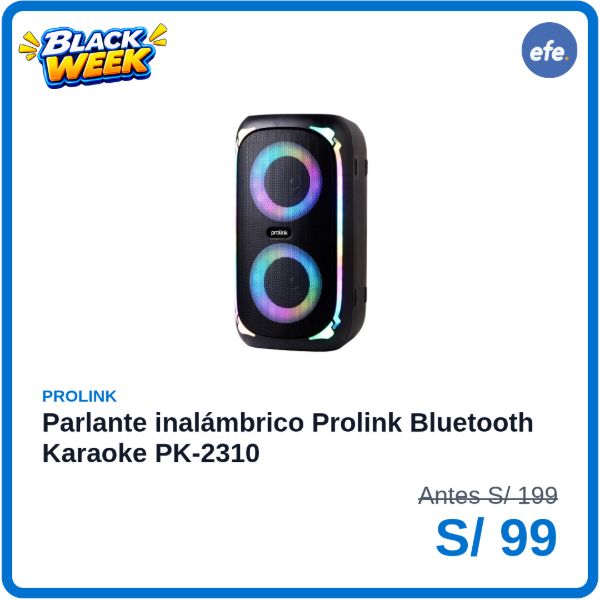 BLACK
WEEK
efe.
prolink
PROLINK
Parlante inalámbrico Prolink Bluetooth
Karaoke PK-2310
Antes S/ 199
S/ 99